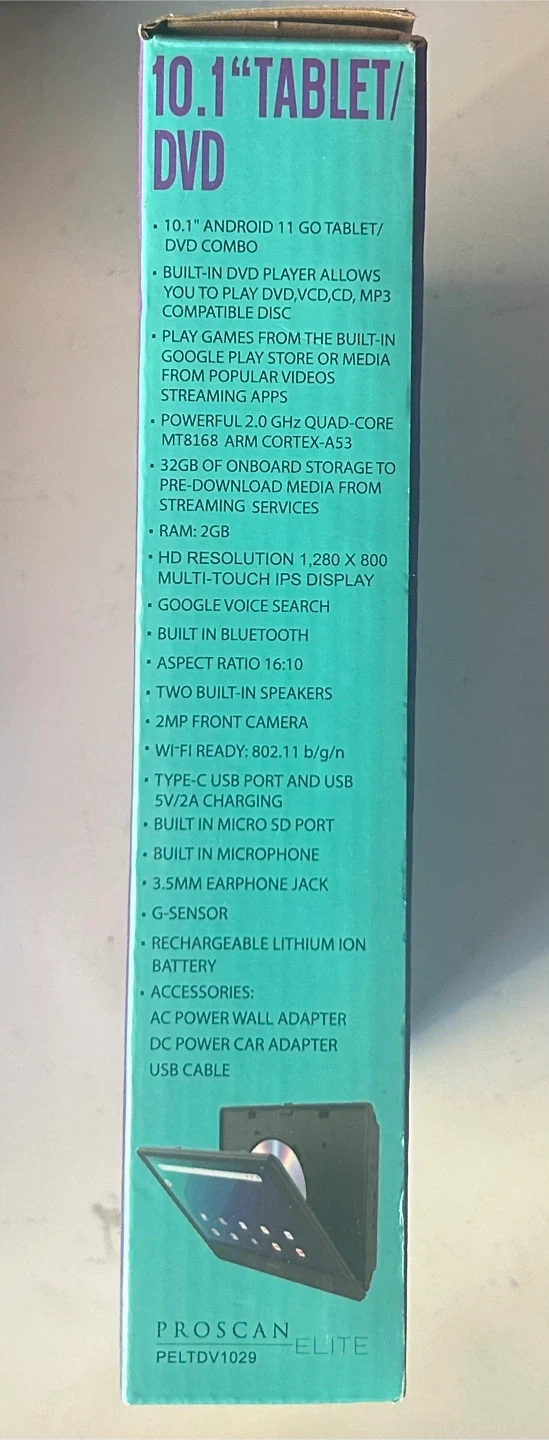 10.1“TABLET/
DVD
• 10.1" ANDROID 11 GO TABLET/
DVD COMBO
• BUILT-IN DVD PLAYER ALLOWS
YOU TO PLAY DVD,VCD,CD, MP3
COMPATIBLE DISC
• PLAY GAMES FROM THE BUILT-IN
GOOGLE PLAY STORE OR MEDIA
FROM POPULAR VIDEOS
STREAMING APPS
• POWERFUL 2.0 GHz QUAD-CORE
MT8168 ARM CORTEX-A53
• 32GB OF ONBOARD STORAGE TO
PRE-DOWNLOAD MEDIA FROM
STREAMING SERVICES
• RAM: 2GB
• HD RESOLUTION 1,280 X 800
MULTI-TOUCH IPS DISPLAY
• GOOGLE VOICE SEARCH
• BUILT IN BLUETOOTH
• ASPECT RATIO 16:10
• TWO BUILT-IN SPEAKERS
• 2MP FRONT CAMERA
• WI-FI READY: 802.11 b/g/n
• TYPE-C USB PORT AND USB
5V/2A CHARGING
• BUILT IN MICRO SD PORT
• BUILT IN MICROPHONE
• 3.5MM EARPHONE JACK
• G-SENSOR
• RECHARGEABLE LITHIUM ION
BATTERY
• ACCESSORIES:
AC POWER WALL ADAPTER
DC POWER CAR ADAPTER
USB CABLE
PROSCAN
ELITE
PELTDV1029